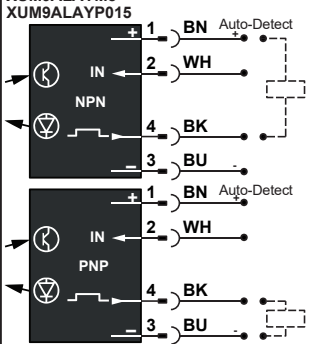 XUM9ALAYP015
+ 1 BN Auto-Detect
+
IN 2 WH
NPN
4 BK
− 3 BU -
+ 1 BN Auto-Detect
+
IN 2 WH
PNP
4 BK
− 3 BU -